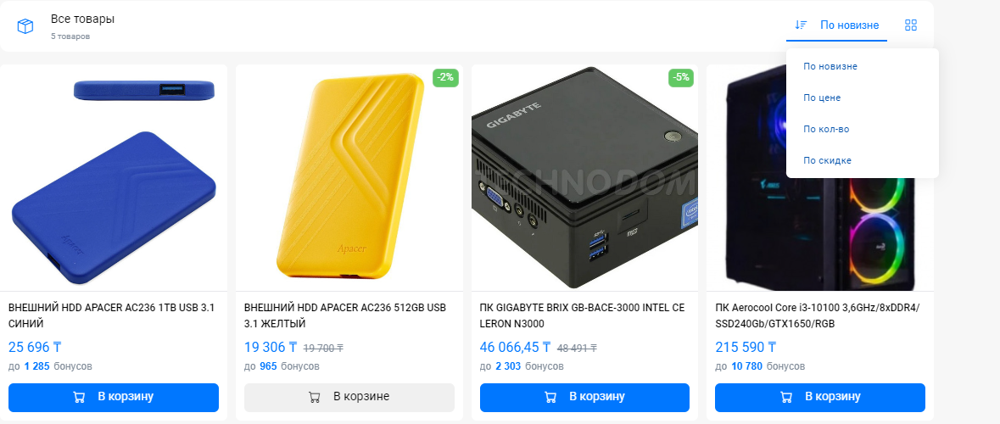 Все товары
5 товаров
По новизне
По новизне
По цене
По кол-во
По скидке
-2%
-5%
Apacer
Apacer
GIGABYTE
TECHNODOM
ВНЕШНИЙ HDD APACER AC236 1TB USB 3.1
СИНИЙ
25 696 ₸
до 1 285 бонусов
В корзину
ВНЕШНИЙ HDD APACER AC236 512GB USB
3.1 ЖЕЛТЫЙ
19 306 ₸ 19 700 ₸
до 965 бонусов
В корзине
ПК GIGABYTE BRIX GB-BACE-3000 INTEL CE
LERON N3000
46 066,45 ₸ 48 491 ₸
до 2 303 бонусов
В корзину
ПК Aerocool Core i3-10100 3,6GHz/8xDDR4/
SSD240Gb/GTX1650/RGB
215 590 ₸
до 10 780 бонусов
В корзину